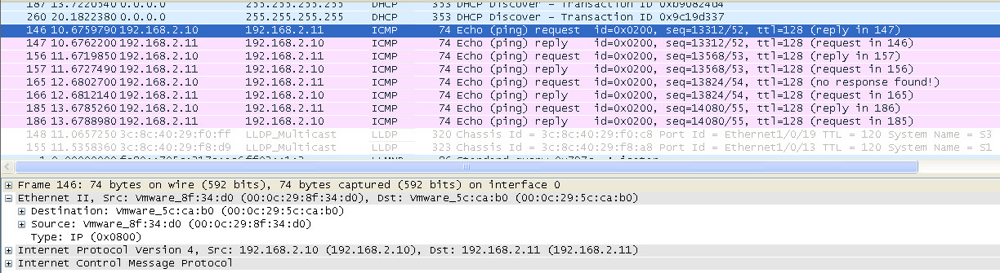 187 13.7220540 0.0.0.0 255.255.255.255 DHCP 353 DHCP Discover - Transaction ID 0xb90824d4
260 20.1822380 0.0.0.0 255.255.255.255 DHCP 353 DHCP Discover - Transaction ID 0x9c19d337
146 10.6759790 192.168.2.10 192.168.2.11 ICMP 74 Echo (ping) request id=0x0200, seq=13312/52, ttl=128 (reply in 147)
147 10.6762200 192.168.2.10 192.168.2.11 ICMP 74 Echo (ping) reply id=0x0200, seq=13312/52, ttl=128 (request in 146)
156 11.6719850 192.168.2.10 192.168.2.11 ICMP 74 Echo (ping) request id=0x0200, seq=13568/53, ttl=128 (reply in 157)
157 11.6727490 192.168.2.10 192.168.2.11 ICMP 74 Echo (ping) reply id=0x0200, seq=13568/53, ttl=128 (request in 156)
165 12.6802700 192.168.2.10 192.168.2.11 ICMP 74 Echo (ping) request id=0x0200, seq=13824/54, ttl=128 (no response found!)
166 12.6812140 192.168.2.10 192.168.2.11 ICMP 74 Echo (ping) reply id=0x0200, seq=13824/54, ttl=128 (request in 165)
185 13.6785260 192.168.2.10 192.168.2.11 ICMP 74 Echo (ping) request id=0x0200, seq=14080/55, ttl=128 (reply in 186)
186 13.6788980 192.168.2.10 192.168.2.11 ICMP 74 Echo (ping) reply id=0x0200, seq=14080/55, ttl=128 (request in 185)
148 11.0657250 3c:8c:40:29:f0:ff LLDP_Multicast LLDP 320 Chassis Id = 3c:8c:40:29:f0:c8 Port Id = Ethernet1/0/19 TTL = 120 System Name = S3
155 11.5358360 3c:8c:40:29:f8:d9 LLDP_Multicast LLDP 323 Chassis Id = 3c:8c:40:29:f8:a8 Port Id = Ethernet1/0/13 TTL = 120 System Name = S1
Frame 146: 74 bytes on wire (592 bits), 74 bytes captured (592 bits) on interface 0
Ethernet II, Src: Vmware_8f:34:d0 (00:0c:29:8f:34:d0), Dst: Vmware_5c:ca:b0 (00:0c:29:5c:ca:b0)
Destination: Vmware_5c:ca:b0 (00:0c:29:5c:ca:b0)
Source: Vmware_8f:34:d0 (00:0c:29:8f:34:d0)
Type: IP (0x0800)
Internet Protocol Version 4, Src: 192.168.2.10 (192.168.2.10), Dst: 192.168.2.11 (192.168.2.11)
Internet Control Message Protocol